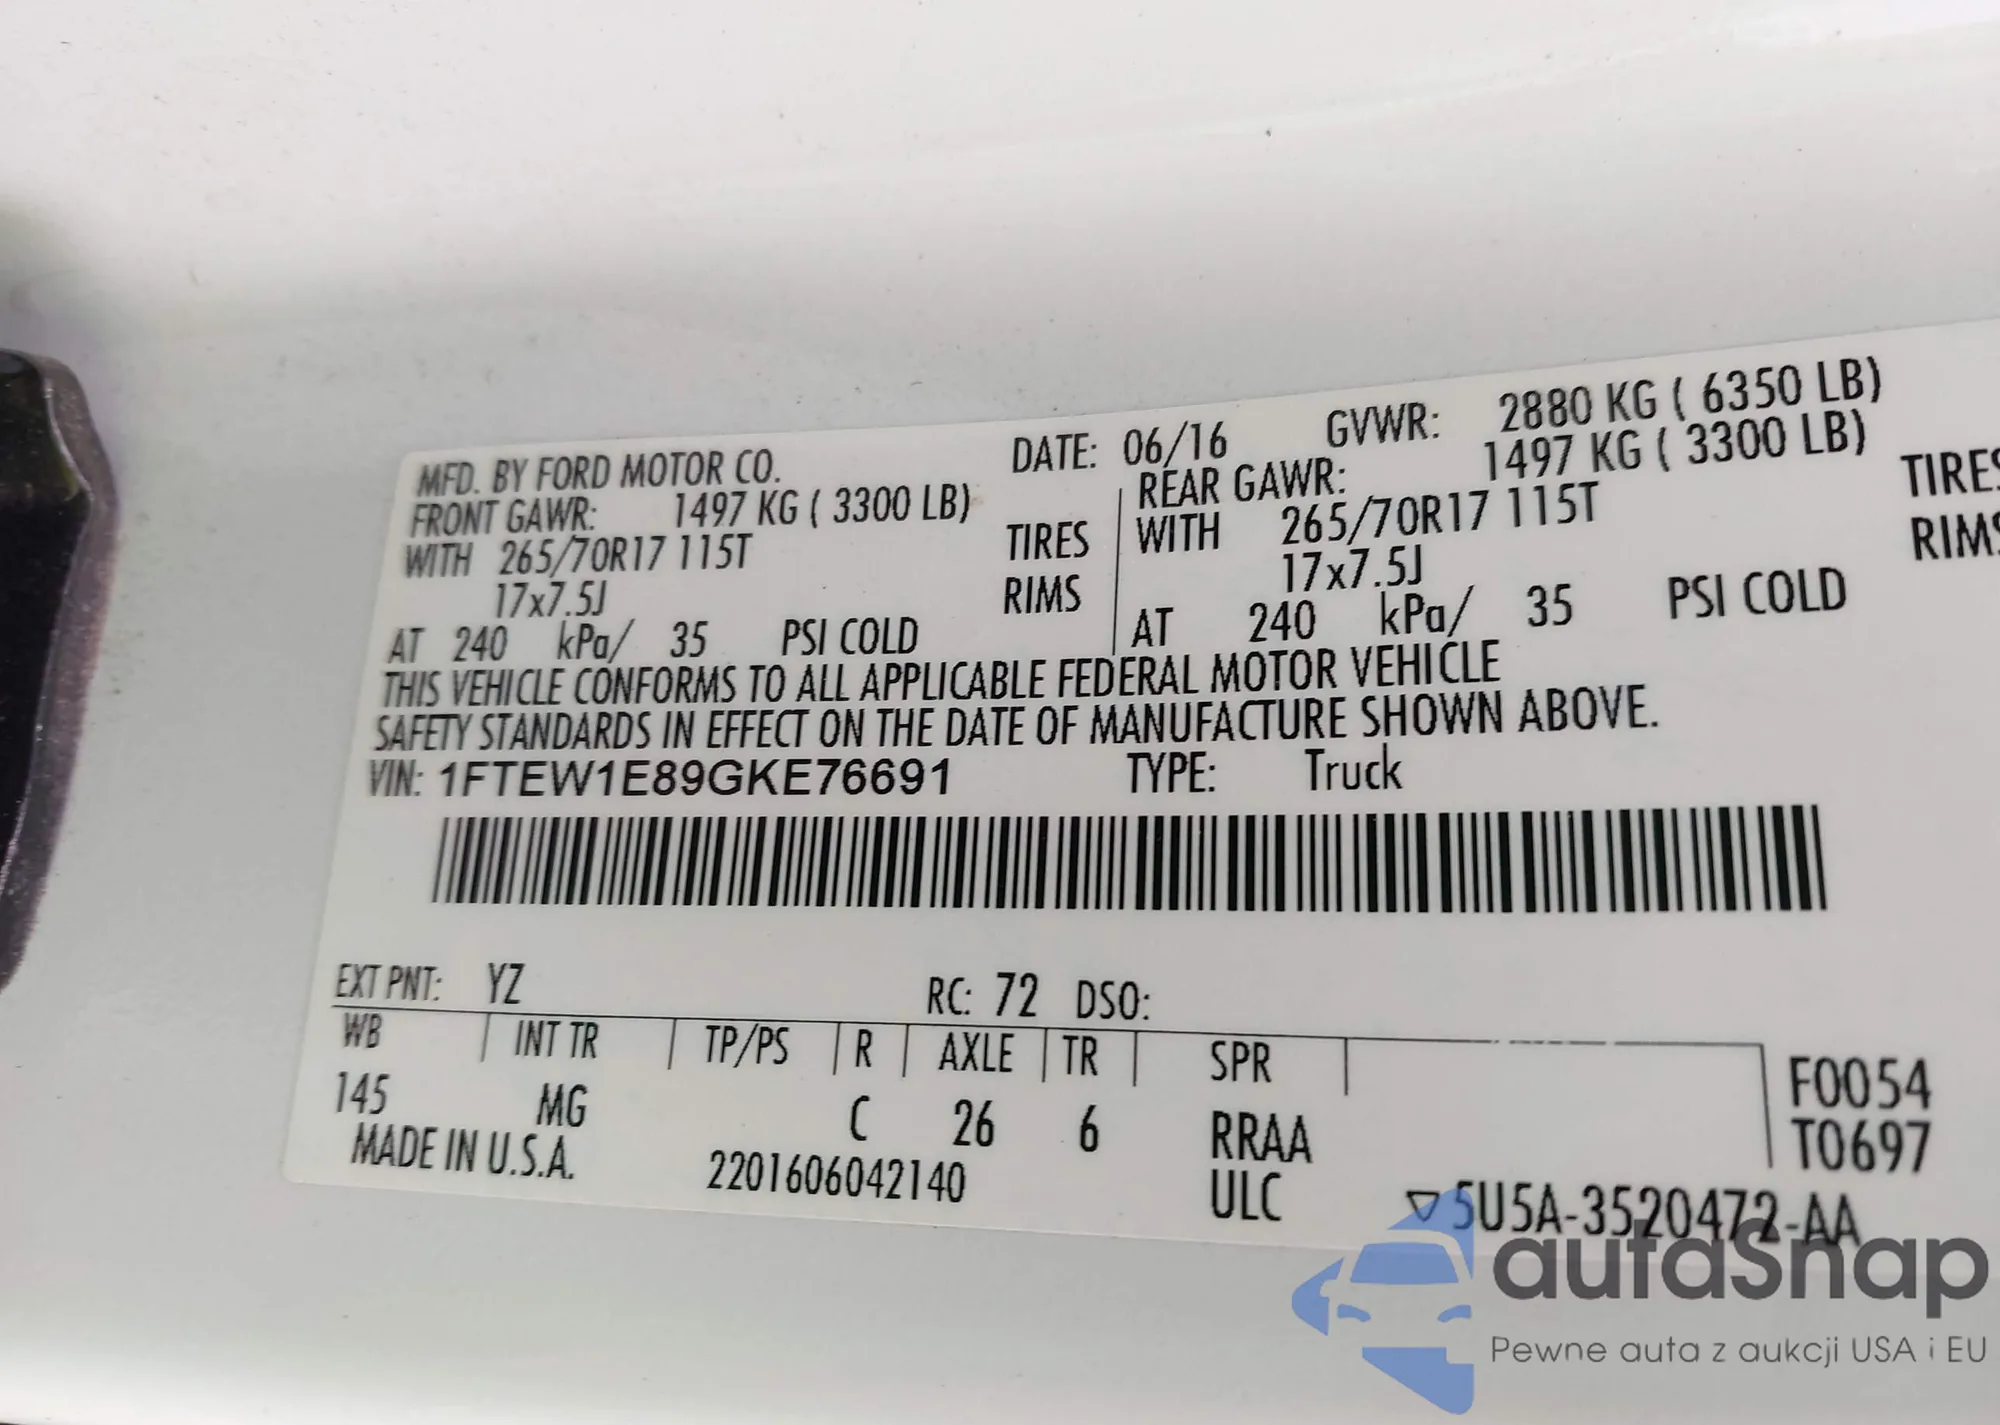 MFD. BY FORD MOTOR CO. DATE: 06/16 GVWR: 2880 KG ( 6350 LB)
FRONT GAWR: 1497 KG ( 3300 LB) REAR GAWR: 1497 KG ( 3300 LB)
WITH 265/70R17 115T TIRES WITH 265/70R17 115T TIRES
17x7.5J RIMS 17x7.5J RIMS
AT 240 kPa/ 35 PSI COLD AT 240 kPa/ 35 PSI COLD
THIS VEHICLE CONFORMS TO ALL APPLICABLE FEDERAL MOTOR VEHICLE
SAFETY STANDARDS IN EFFECT ON THE DATE OF MANUFACTURE SHOWN ABOVE.
VIN: 1FTEW1E89GKE76691 TYPE: Truck
EXT PNT: YZ RC: 72 DSO:
WB INT TR TP/PS R AXLE TR SPR F0054
145 MG C 26 6 RRAA T0697
MADE IN U.S.A. 2201606042140 ULC ▽5U5A-3520472-AA
autaSnap
Pewne auta z aukcji USA i EU